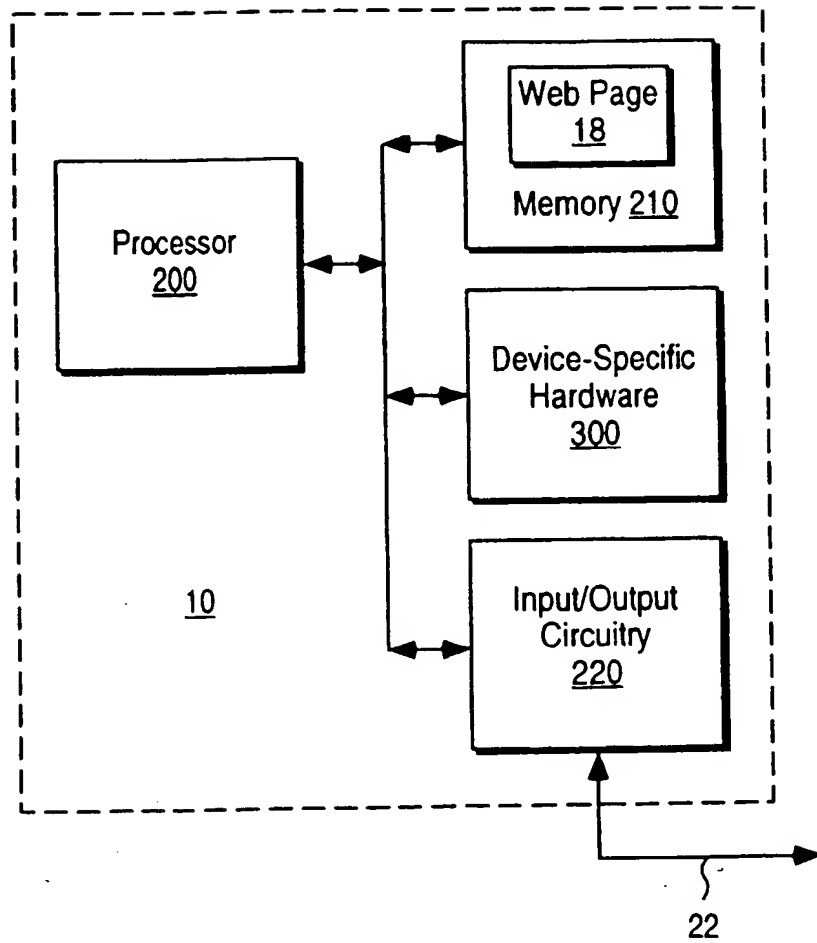 Web Page
18
Memory 210
Processor
200
Device-Specific
Hardware
300
10
Input/Output
Circuitry
220
22